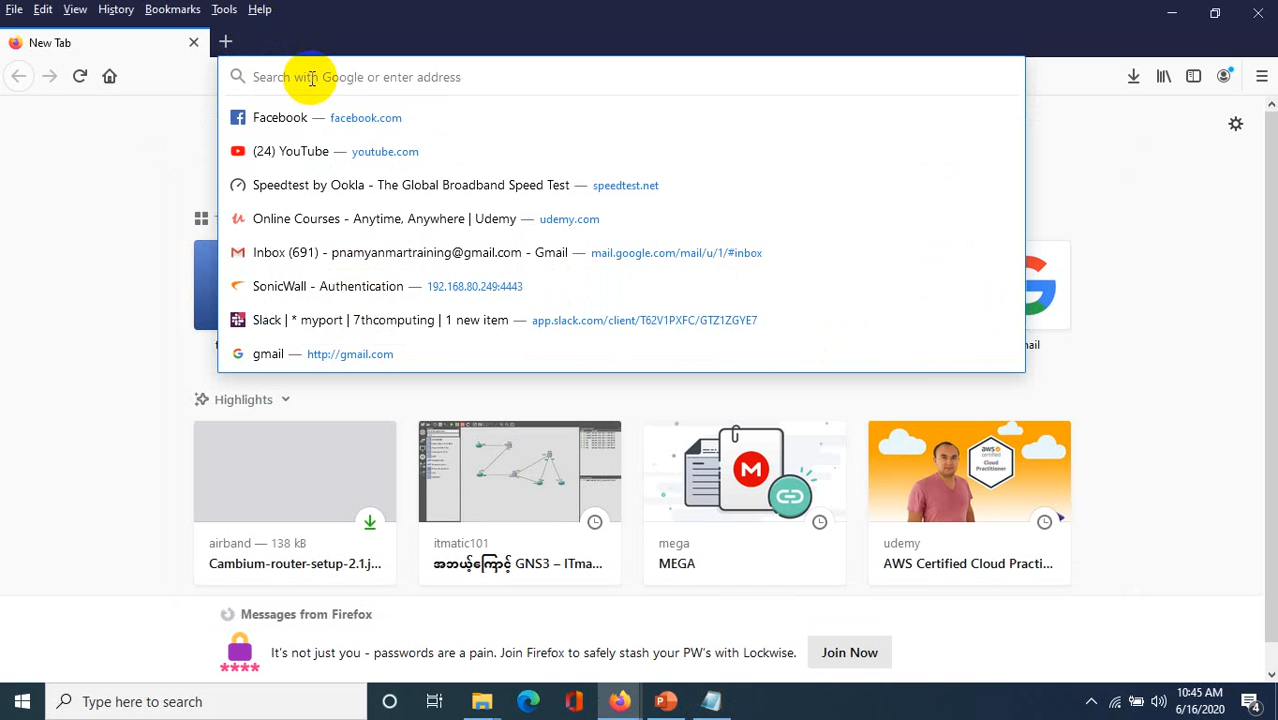 File Edit View History Bookmarks Tools Help
New Tab
Search with Google or enter address
Facebook — facebook.com
(24) YouTube — youtube.com
Speedtest by Ookla - The Global Broadband Speed Test — speedtest.net
Online Courses - Anytime, Anywhere | Udemy — udemy.com
Inbox (691) - pnamyanmartraining@gmail.com - Gmail — mail.google.com/mail/u/1/#inbox
SonicWall - Authentication — 192.168.80.249:4443
Slack | * myport | 7thcomputing | 1 new item — app.slack.com/client/T62V1PXFC/GTZ1ZGYE7
gmail — http://gmail.com
Highlights
airband — 138 kB
Cambium-router-setup-2.1.j...
itmatic101
အဘယ့်ကြောင့် GNS3 – ITma...
mega
MEGA
aws certified Cloud Practitioner
udemy
AWS Certified Cloud Practi...
Messages from Firefox
It's not just you - passwords are a pain. Join Firefox to safely stash your PW's with Lockwise.
Join Now
Type here to search
10:45 AM
6/16/2020
4